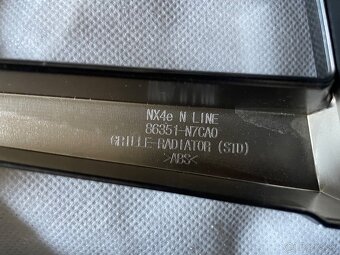 NX4e N LINE
86351-N7CA0
GRILLE-RADIATOR (STD)
>ABS<